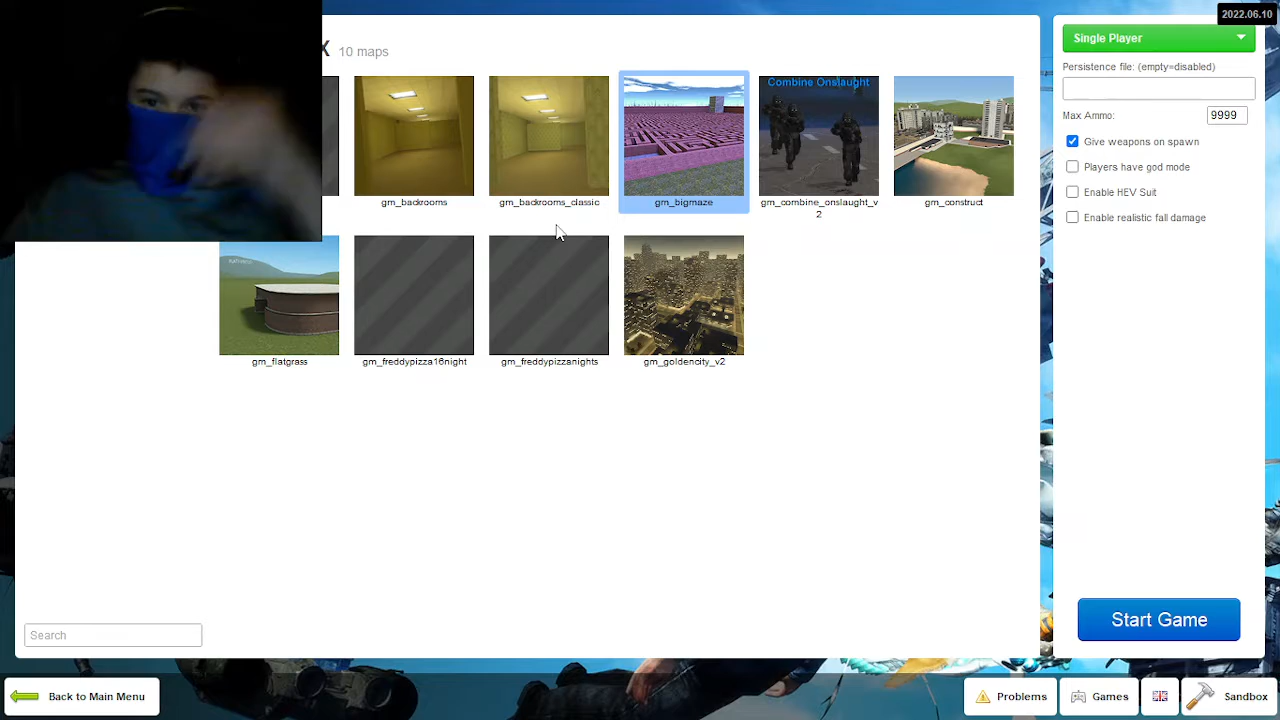 2022.06.10
X 10 maps
Single Player
Persistence file: (empty=disabled)
Max Ammo: 9999
Give weapons on spawn
Players have god mode
Enable HEV Suit
Enable realistic fall damage
Combine Onslaught
gm_backrooms
gm_backrooms_classic
gm_bigmaze
gm_combine_onslaught_v
2
gm_construct
FLATGRASS
gm_flatgrass
gm_freddypizza16night
gm_freddypizzanights
gm_goldencity_v2
Search
Start Game
Back to Main Menu
Problems
Games
Sandbox